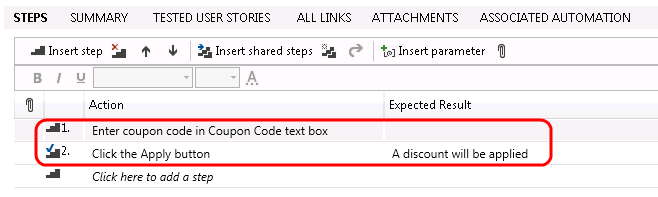 STEPS SUMMARY TESTED USER STORIES ALL LINKS ATTACHMENTS ASSOCIATED AUTOMATION
Insert step Insert shared steps Insert parameter
B I U A
Action Expected Result
1. Enter coupon code in Coupon Code text box
2. Click the Apply button A discount will be applied
Click here to add a step